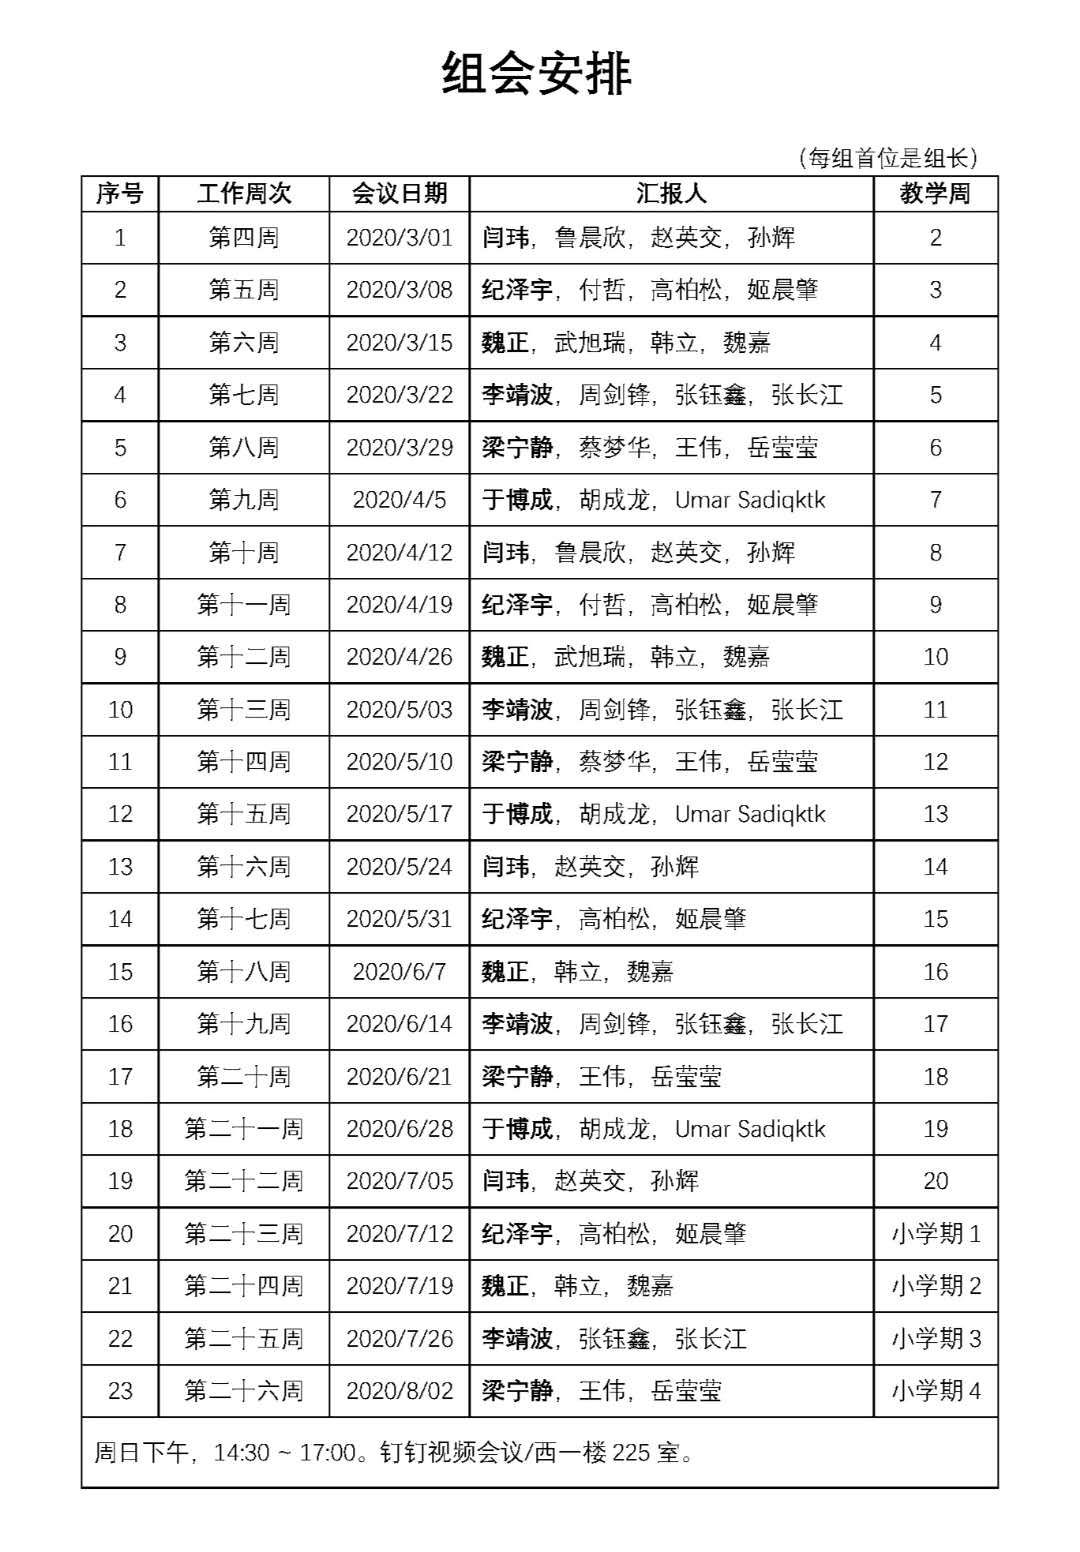 组会安排
（每组首位是组长）
序号 工作周次 会议日期 汇报人 教学周
1 第四周 2020/3/01 闫玮，鲁晨欣，赵英交，孙辉 2
2 第五周 2020/3/08 纪泽宇，付哲，高柏松，姬晨肇 3
3 第六周 2020/3/15 魏正，武旭瑞，韩立，魏嘉 4
4 第七周 2020/3/22 李靖波，周剑锋，张钰鑫，张长江 5
5 第八周 2020/3/29 梁宁静，蔡梦华，王伟，岳莹莹 6
6 第九周 2020/4/5 于博成，胡成龙，Umar Sadiqktk 7
7 第十周 2020/4/12 闫玮，鲁晨欣，赵英交，孙辉 8
8 第十一周 2020/4/19 纪泽宇，付哲，高柏松，姬晨肇 9
9 第十二周 2020/4/26 魏正，武旭瑞，韩立，魏嘉 10
10 第十三周 2020/5/03 李靖波，周剑锋，张钰鑫，张长江 11
11 第十四周 2020/5/10 梁宁静，蔡梦华，王伟，岳莹莹 12
12 第十五周 2020/5/17 于博成，胡成龙，Umar Sadiqktk 13
13 第十六周 2020/5/24 闫玮，赵英交，孙辉 14
14 第十七周 2020/5/31 纪泽宇，高柏松，姬晨肇 15
15 第十八周 2020/6/7 魏正，韩立，魏嘉 16
16 第十九周 2020/6/14 李靖波，周剑锋，张钰鑫，张长江 17
17 第二十周 2020/6/21 梁宁静，王伟，岳莹莹 18
18 第二十一周 2020/6/28 于博成，胡成龙，Umar Sadiqktk 19
19 第二十二周 2020/7/05 闫玮，赵英交，孙辉 20
20 第二十三周 2020/7/12 纪泽宇，高柏松，姬晨肇 小学期 1
21 第二十四周 2020/7/19 魏正，韩立，魏嘉 小学期 2
22 第二十五周 2020/7/26 李靖波，张钰鑫，张长江 小学期 3
23 第二十六周 2020/8/02 梁宁静，王伟，岳莹莹 小学期 4
周日下午，14:30 ~ 17:00。钉钉视频会议/西一楼 225 室。